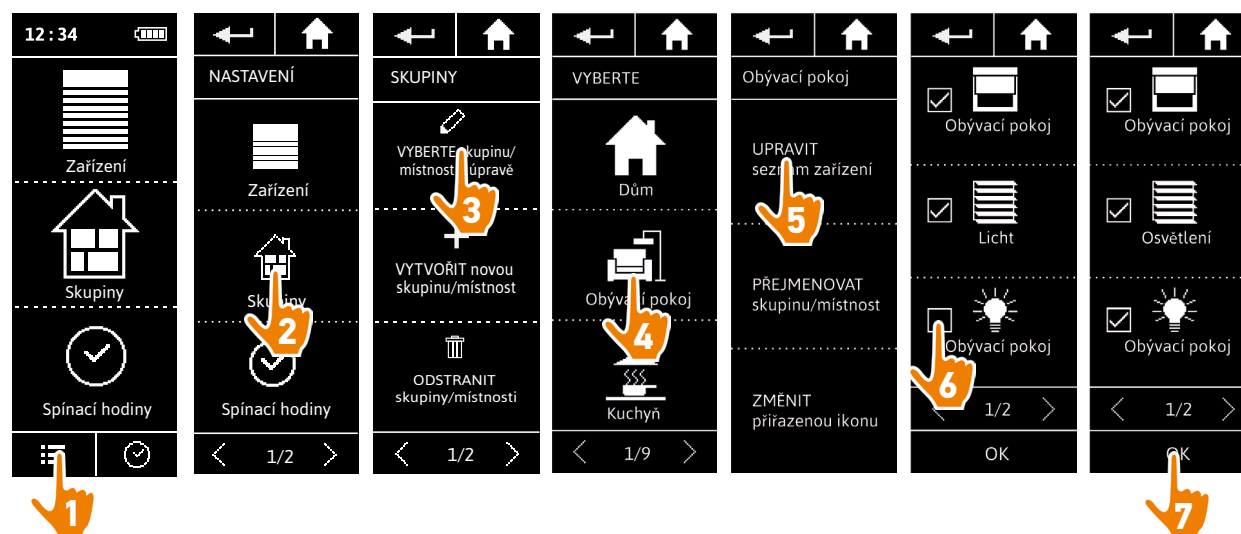 12:34
Zařízení
Skupiny
Spínací hodiny
1
NASTAVENÍ
Zařízení
Skupiny
2
Spínací hodiny
1/2
SKUPINY
VYBERTE skupinu/
místnost úpravě
3
VYTVOŘIT novou
skupinu/místnost
ODSTRANIT
skupiny/místnosti
1/2
VYBERTE
Dům
Obývací pokoj
4
Kuchyň
1/9
Obývací pokoj
UPRAVIT
seznam zařízení
5
PŘEJMENOVAT
skupinu/místnost
ZMĚNIT
přiřazenou ikonu
Obývací pokoj
Licht
Obývací pokoj
6
1/2
OK
Obývací pokoj
Osvětlení
Obývací pokoj
1/2
OK
7